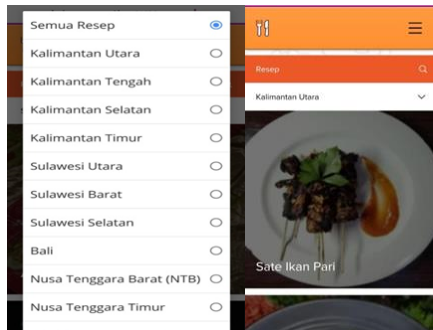 Semua Resep
Kalimantan Utara
Kalimantan Tengah
Kalimantan Selatan
Kalimantan Timur
Sulawesi Utara
Sulawesi Barat
Sulawesi Selatan
Bali
Nusa Tenggara Barat (NTB)
Nusa Tenggara Timur
Resep
Kalimantan Utara
Sate Ikan Pari